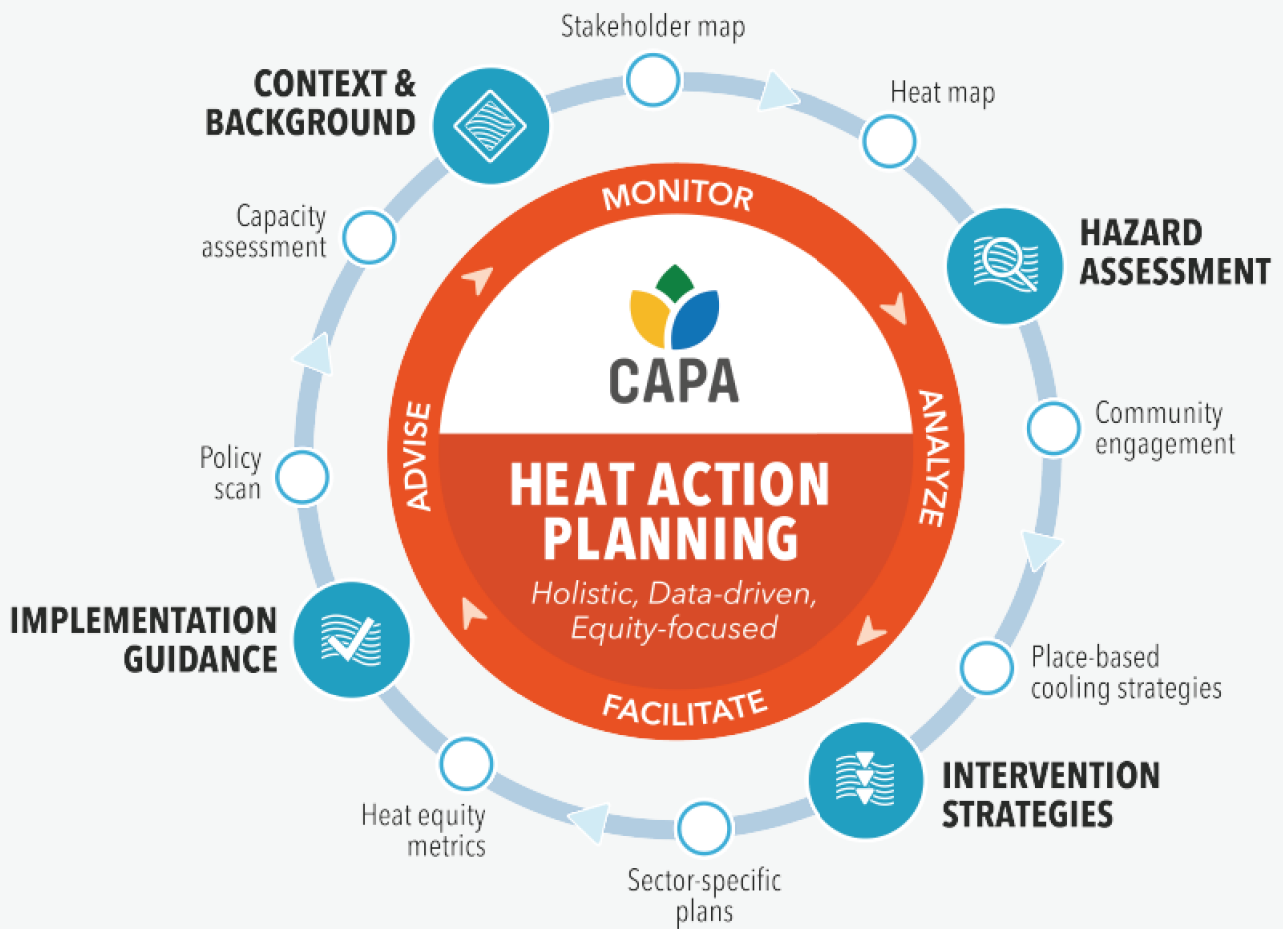 Stakeholder map
CONTEXT &
BACKGROUND
Heat map
MONITOR
Capacity
assessment
HAZARD
ASSESSMENT
CAPA
ANALYZE
ADVISE
Community
engagement
Policy
scan
HEAT ACTION
PLANNING
Holistic, Data-driven,
Equity-focused
IMPLEMENTATION
GUIDANCE
Place-based
cooling strategies
FACILITATE
INTERVENTION
STRATEGIES
Heat equity
metrics
Sector-specific
plans